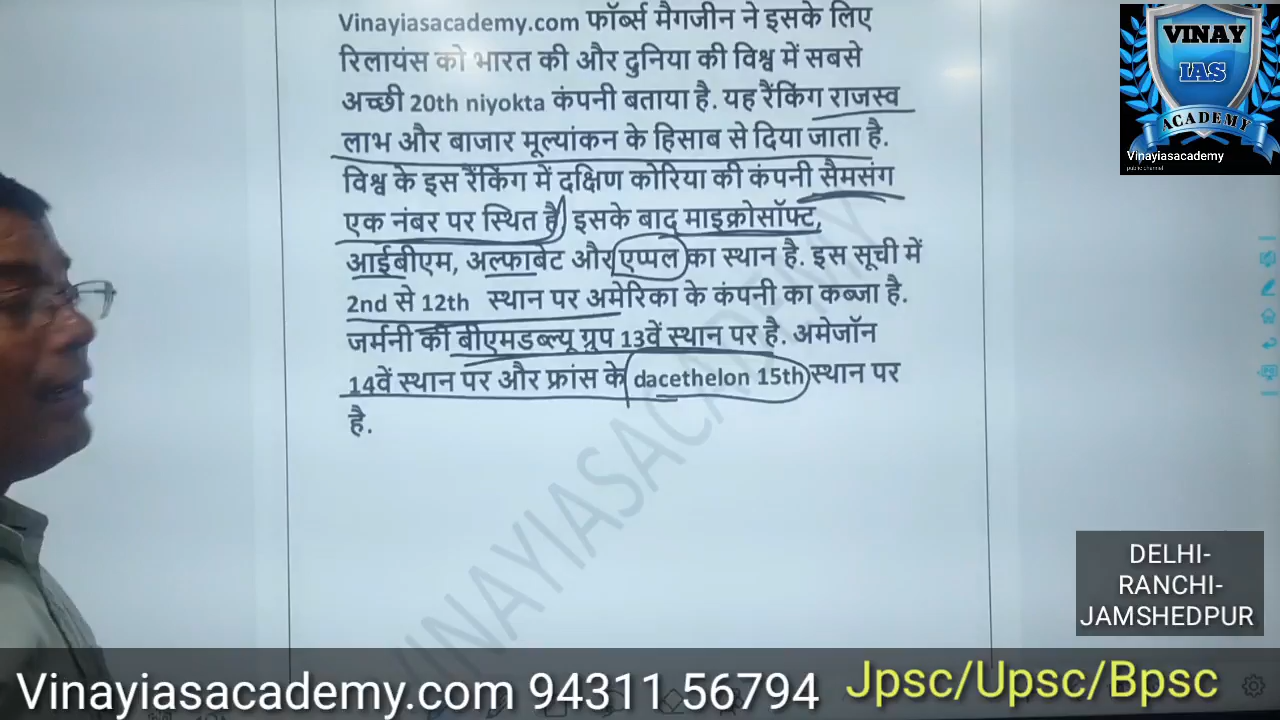 Vinayiasacademy.com फॉर्ब्स मैगजीन ने इसके लिए
रिलायंस को भारत की और दुनिया की विश्व में सबसे
अच्छी 20th niyokta कंपनी बताया है. यह रैंकिंग राजस्व
लाभ और बाजार मूल्यांकन के हिसाब से दिया जाता है.
विश्व के इस रैंकिंग में दक्षिण कोरिया की कंपनी सैमसंग
एक नंबर पर स्थित है इसके बाद माइक्रोसॉफ्ट,
आईबीएम, अल्फाबेट और एप्पल का स्थान है. इस सूची में
2nd से 12th स्थान पर अमेरिका के कंपनी का कब्जा है.
जर्मनी की बीएमडब्ल्यू ग्रुप 13वें स्थान पर है. अमेजॉन
14वें स्थान पर और फ्रांस के dacethelon 15th स्थान पर
है.
VINAYIASACADEMY
VINAY
IAS
ACADEMY
Vinayiasacademy
public channel
DELHI-
RANCHI-
JAMSHEDPUR
Vinayiasacademy.com 94311 56794
Jpsc/Upsc/Bpsc